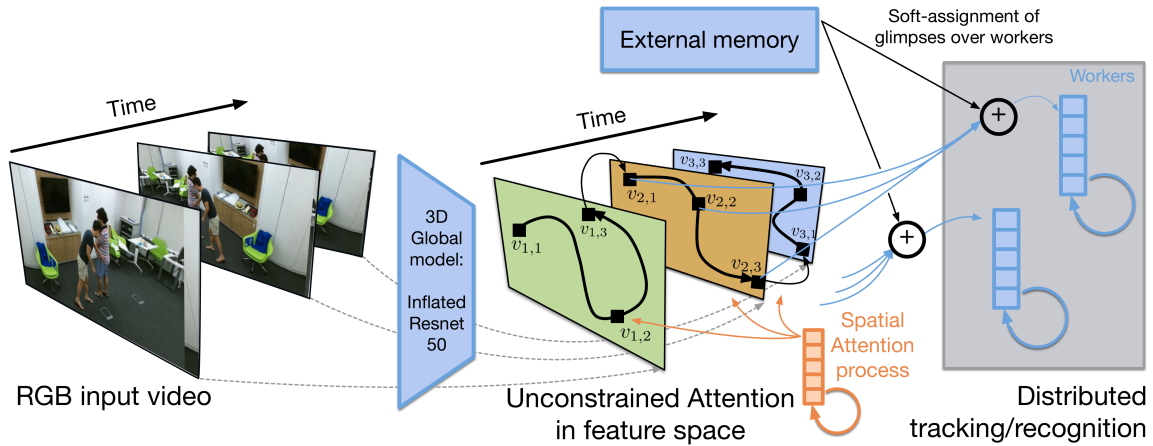 External memory
Soft-assignment of
glimpses over workers
Workers
Time
Time
3D
Global
model:
Inflated
Resnet
50
v1,1
v1,2
v1,3
v2,1
v2,2
v2,3
v3,1
v3,2
v3,3
+
+
Spatial
Attention
process
RGB input video
Unconstrained Attention
in feature space
Distributed
tracking/recognition